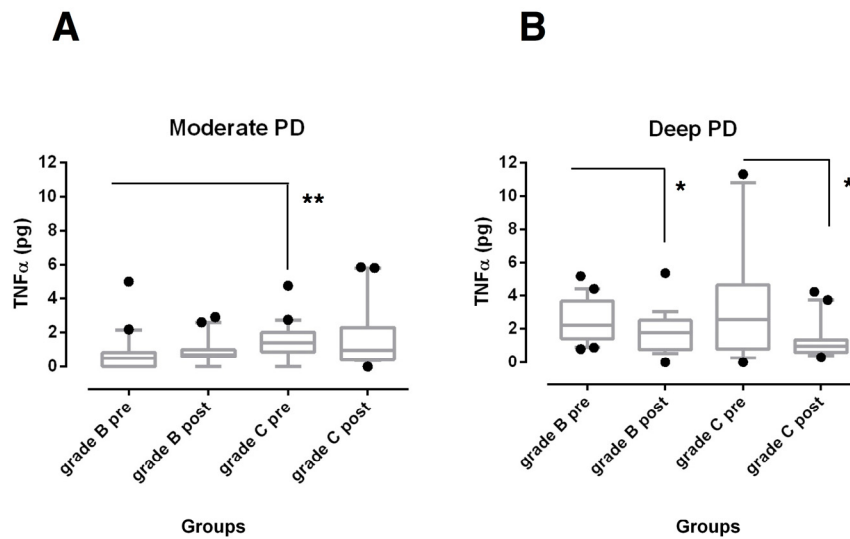 A
B
Moderate PD
Deep PD
12
10
8
6
4
2
0
TNFα (pg)
**
grade B pre
grade B post
grade C pre
grade C post
Groups
12
10
8
6
4
2
0
TNFα (pg)
*
*
grade B pre
grade B post
grade C pre
grade C post
Groups